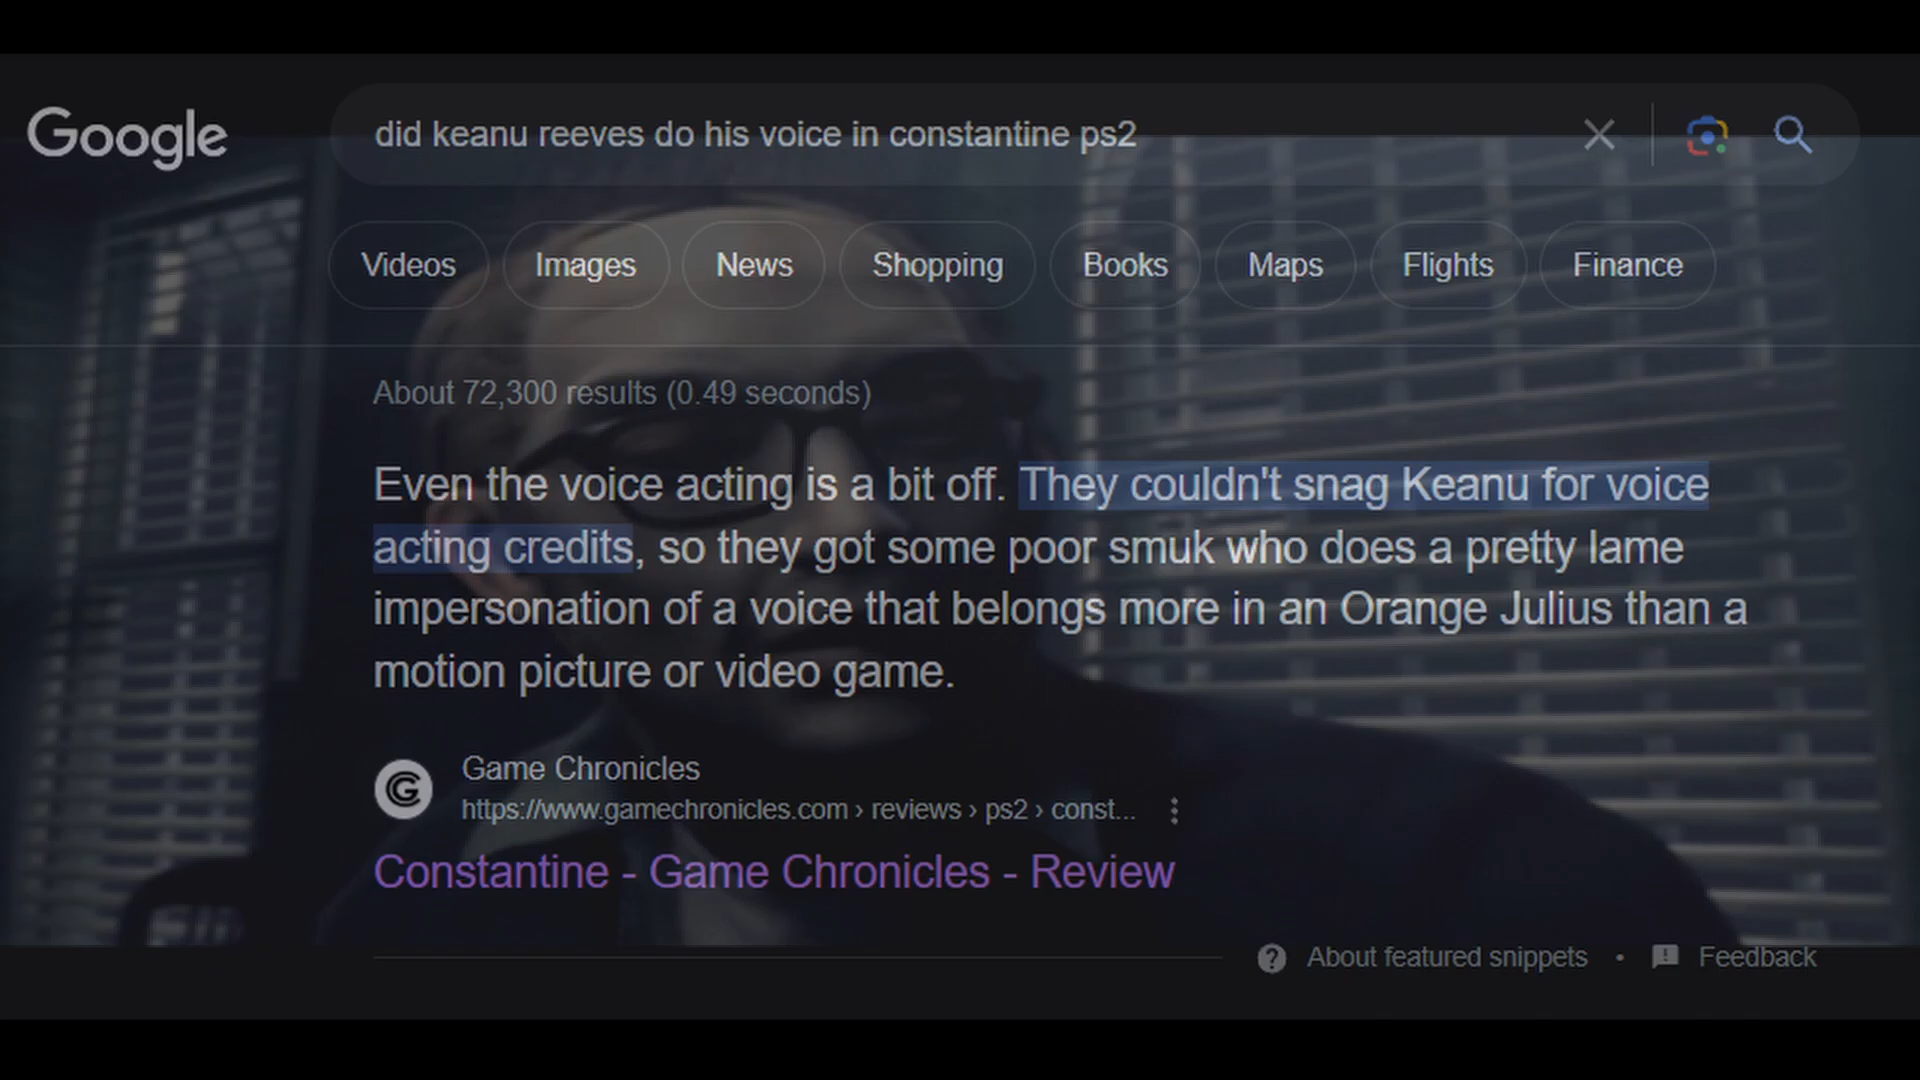 Google
did keanu reeves do his voice in constantine ps2
Videos Images News Shopping Books Maps Flights Finance
About 72,300 results (0.49 seconds)
Even the voice acting is a bit off. They couldn't snag Keanu for voice
acting credits, so they got some poor smuk who does a pretty lame
impersonation of a voice that belongs more in an Orange Julius than a
motion picture or video game.
Game Chronicles
https://www.gamechronicles.com › reviews › ps2 › const...
Constantine - Game Chronicles - Review
About featured snippets • Feedback